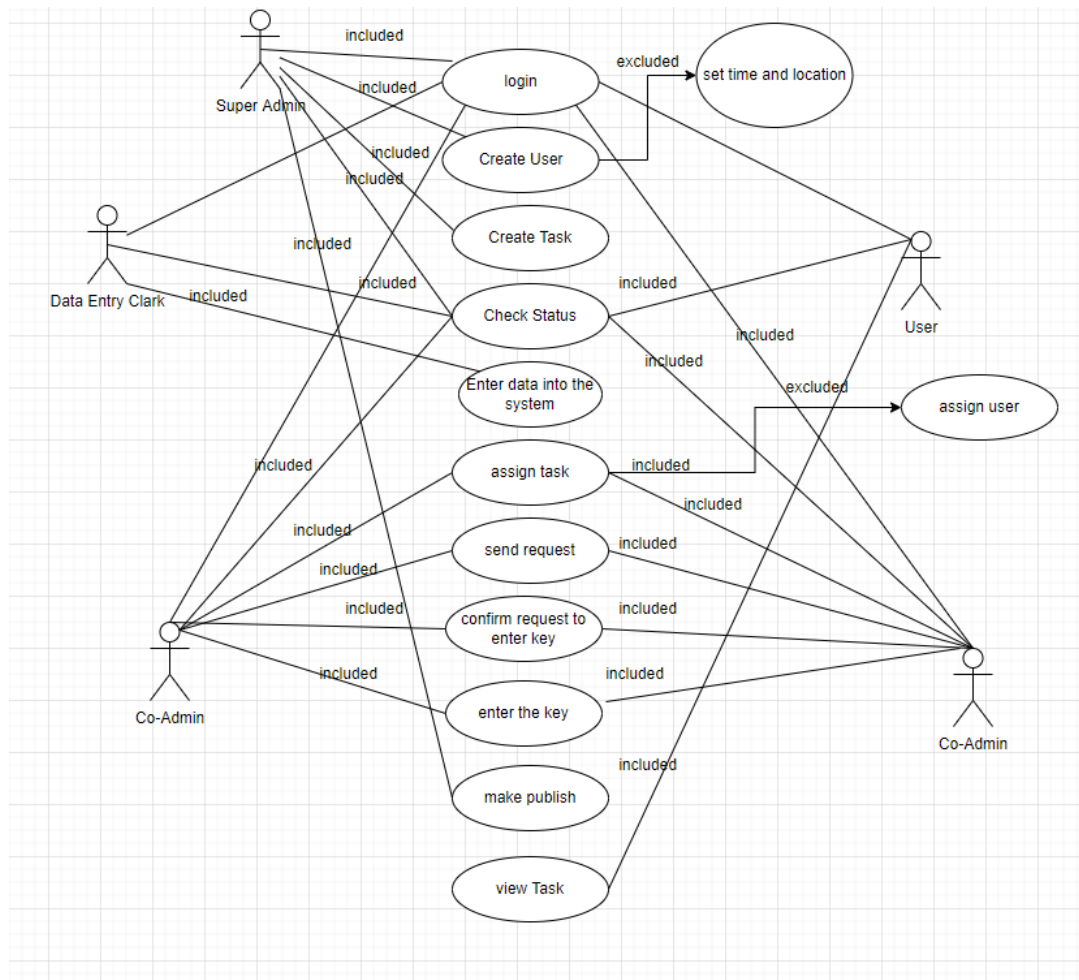 included
login
excluded
set time and location
included
Super Admin
included
Create User
included
Create Task
included
included
included
Data Entry Clark
included
Check Status
included
User
included
included
Enter data into the
system
excluded
assign user
included
assign task
included
included
included
send request
included
included
included
confirm request to
enter key
included
included
enter the key
included
Co-Admin
Co-Admin
included
make publish
view Task